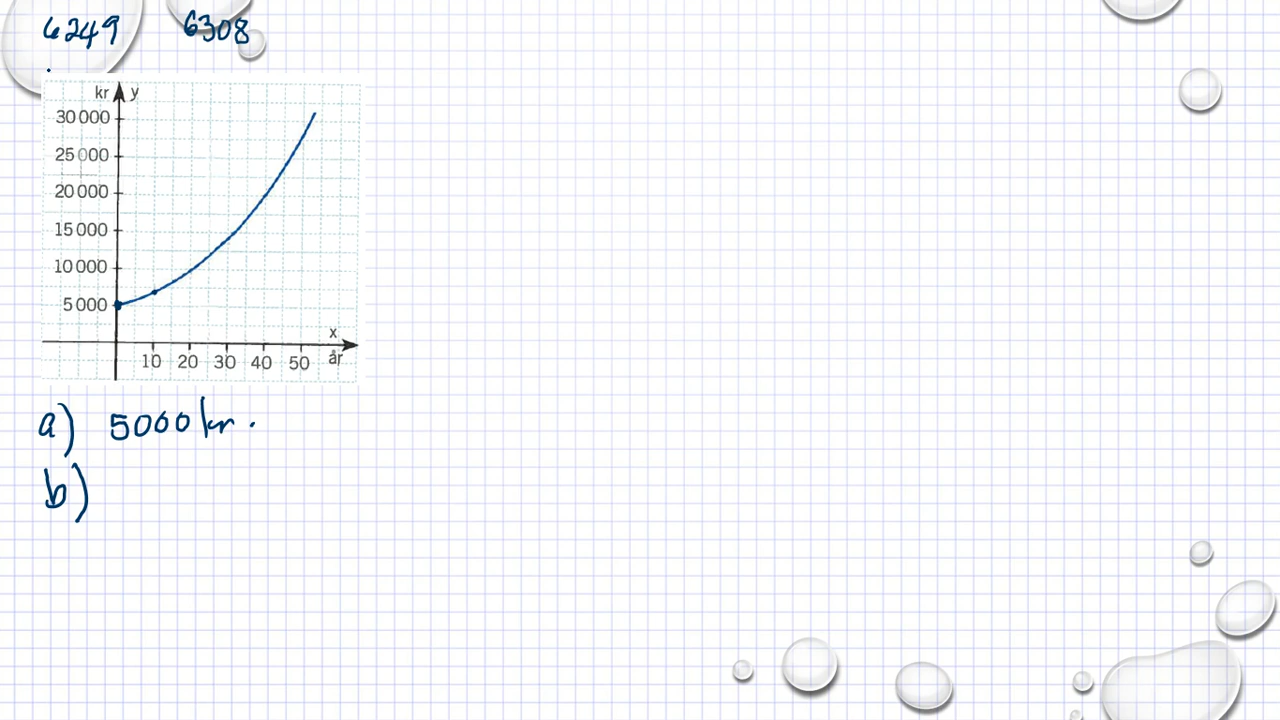 6249 6308
kr y
30 000
25 000
20 000
15 000
10 000
5 000
x
10 20 30 40 50 år
a) 5000 kr.
b)